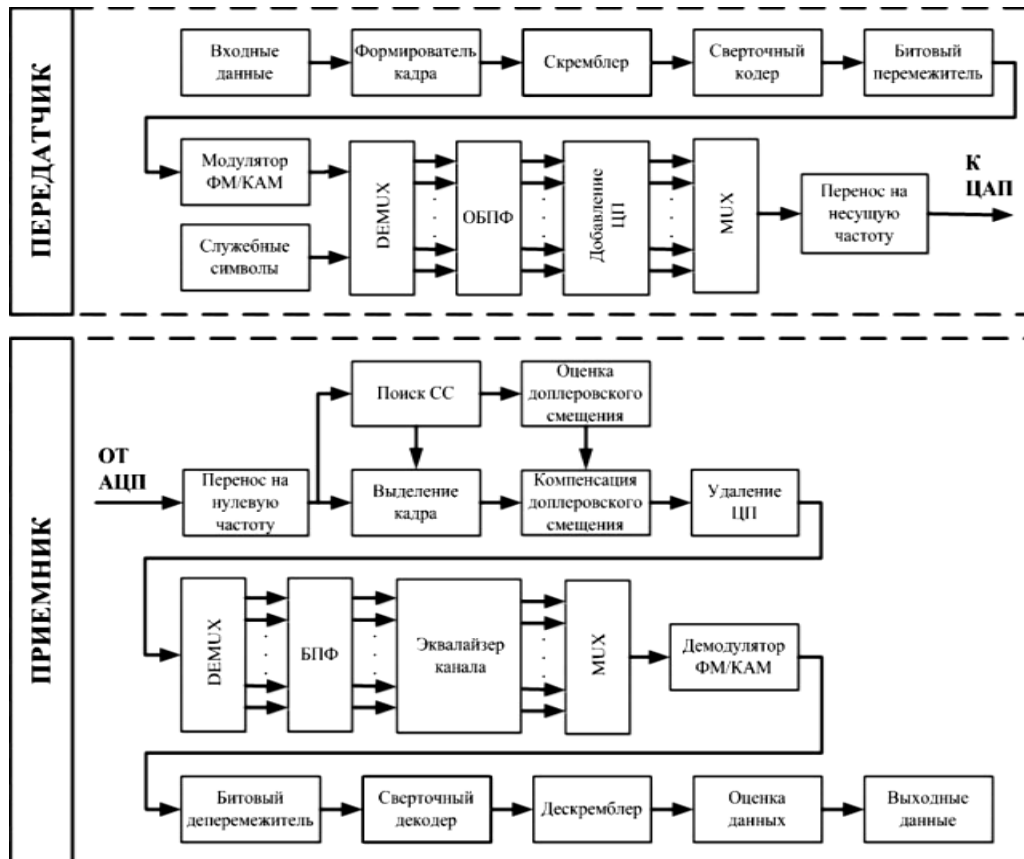 ПЕРЕДАТЧИК
Входные
данные
Формирователь
кадра
Скремблер
Сверточный
кодер
Битовый
перемежитель
Модулятор
ФМ/КАМ
Служебные
символы
DEMUX
ОБПФ
Добавление
ЦП
MUX
Перенос на
несущую
частоту
К
ЦАП
ПРИЕМНИК
ОТ
АЦП
Перенос на
нулевую
частоту
Поиск СС
Оценка
доплеровского
смещения
Выделение
кадра
Компенсация
доплеровского
смещения
Удаление
ЦП
DEMUX
БПФ
Эквалайзер
канала
MUX
Демодулятор
ФМ/КАМ
Битовый
деперемежитель
Сверточный
декодер
Дескремблер
Оценка
данных
Выходные
данные